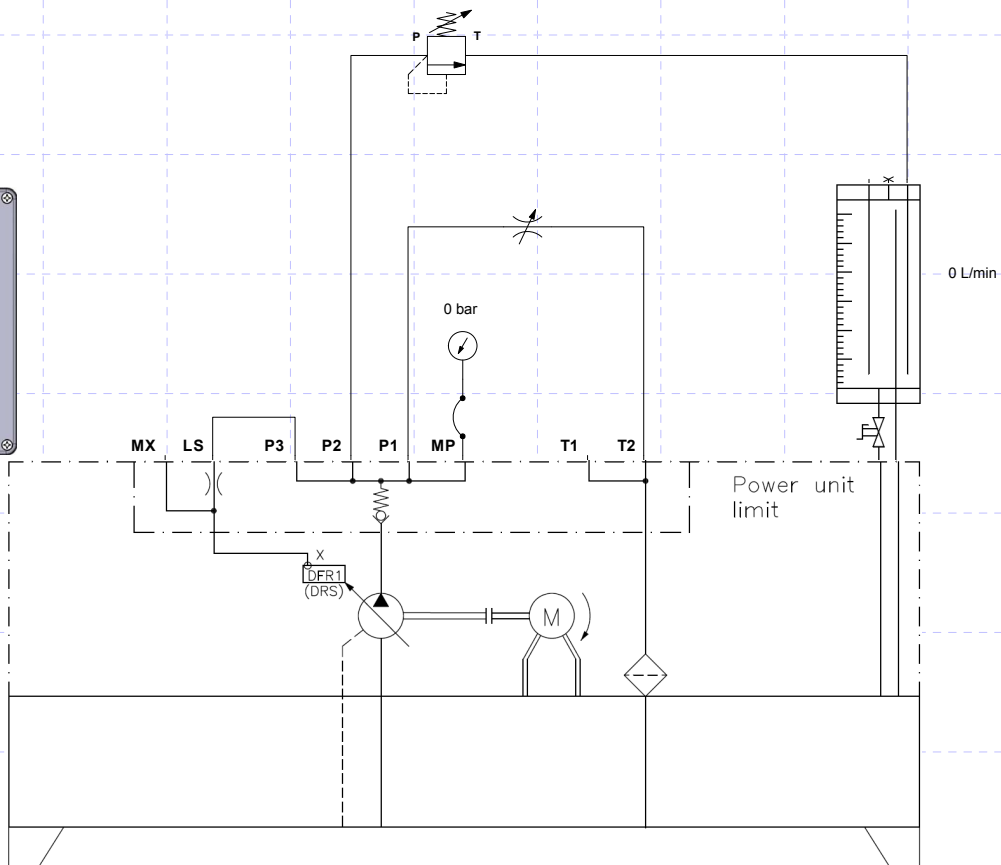 P T
0 L/min
0 bar
MX LS P3 P2 P1 MP T1 T2
Power unit
limit
X
DFR1
(DRS)
M